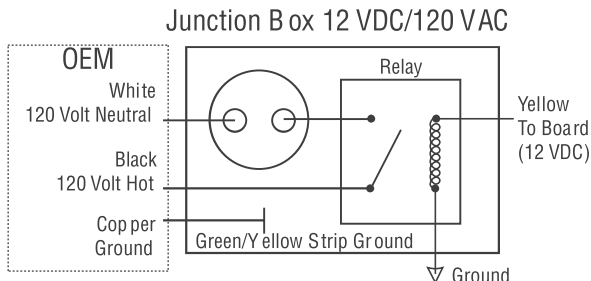 Junction Box 12 VDC/120 VAC
OEM
White
120 Volt Neutral
Black
120 Volt Hot
Copper
Ground
Relay
Green/Yellow Strip Ground
Yellow
To Board
(12 VDC)
Ground